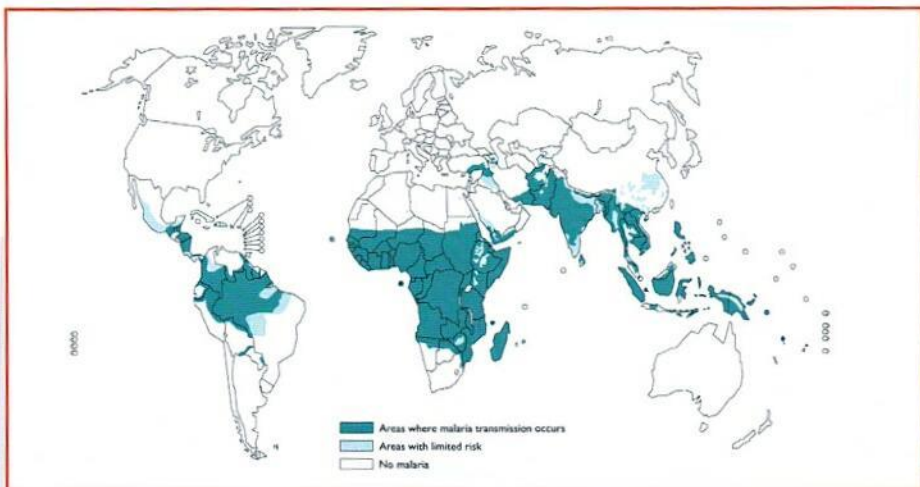 Areas where malaria transmission occurs
Areas with limited risk
No malaria